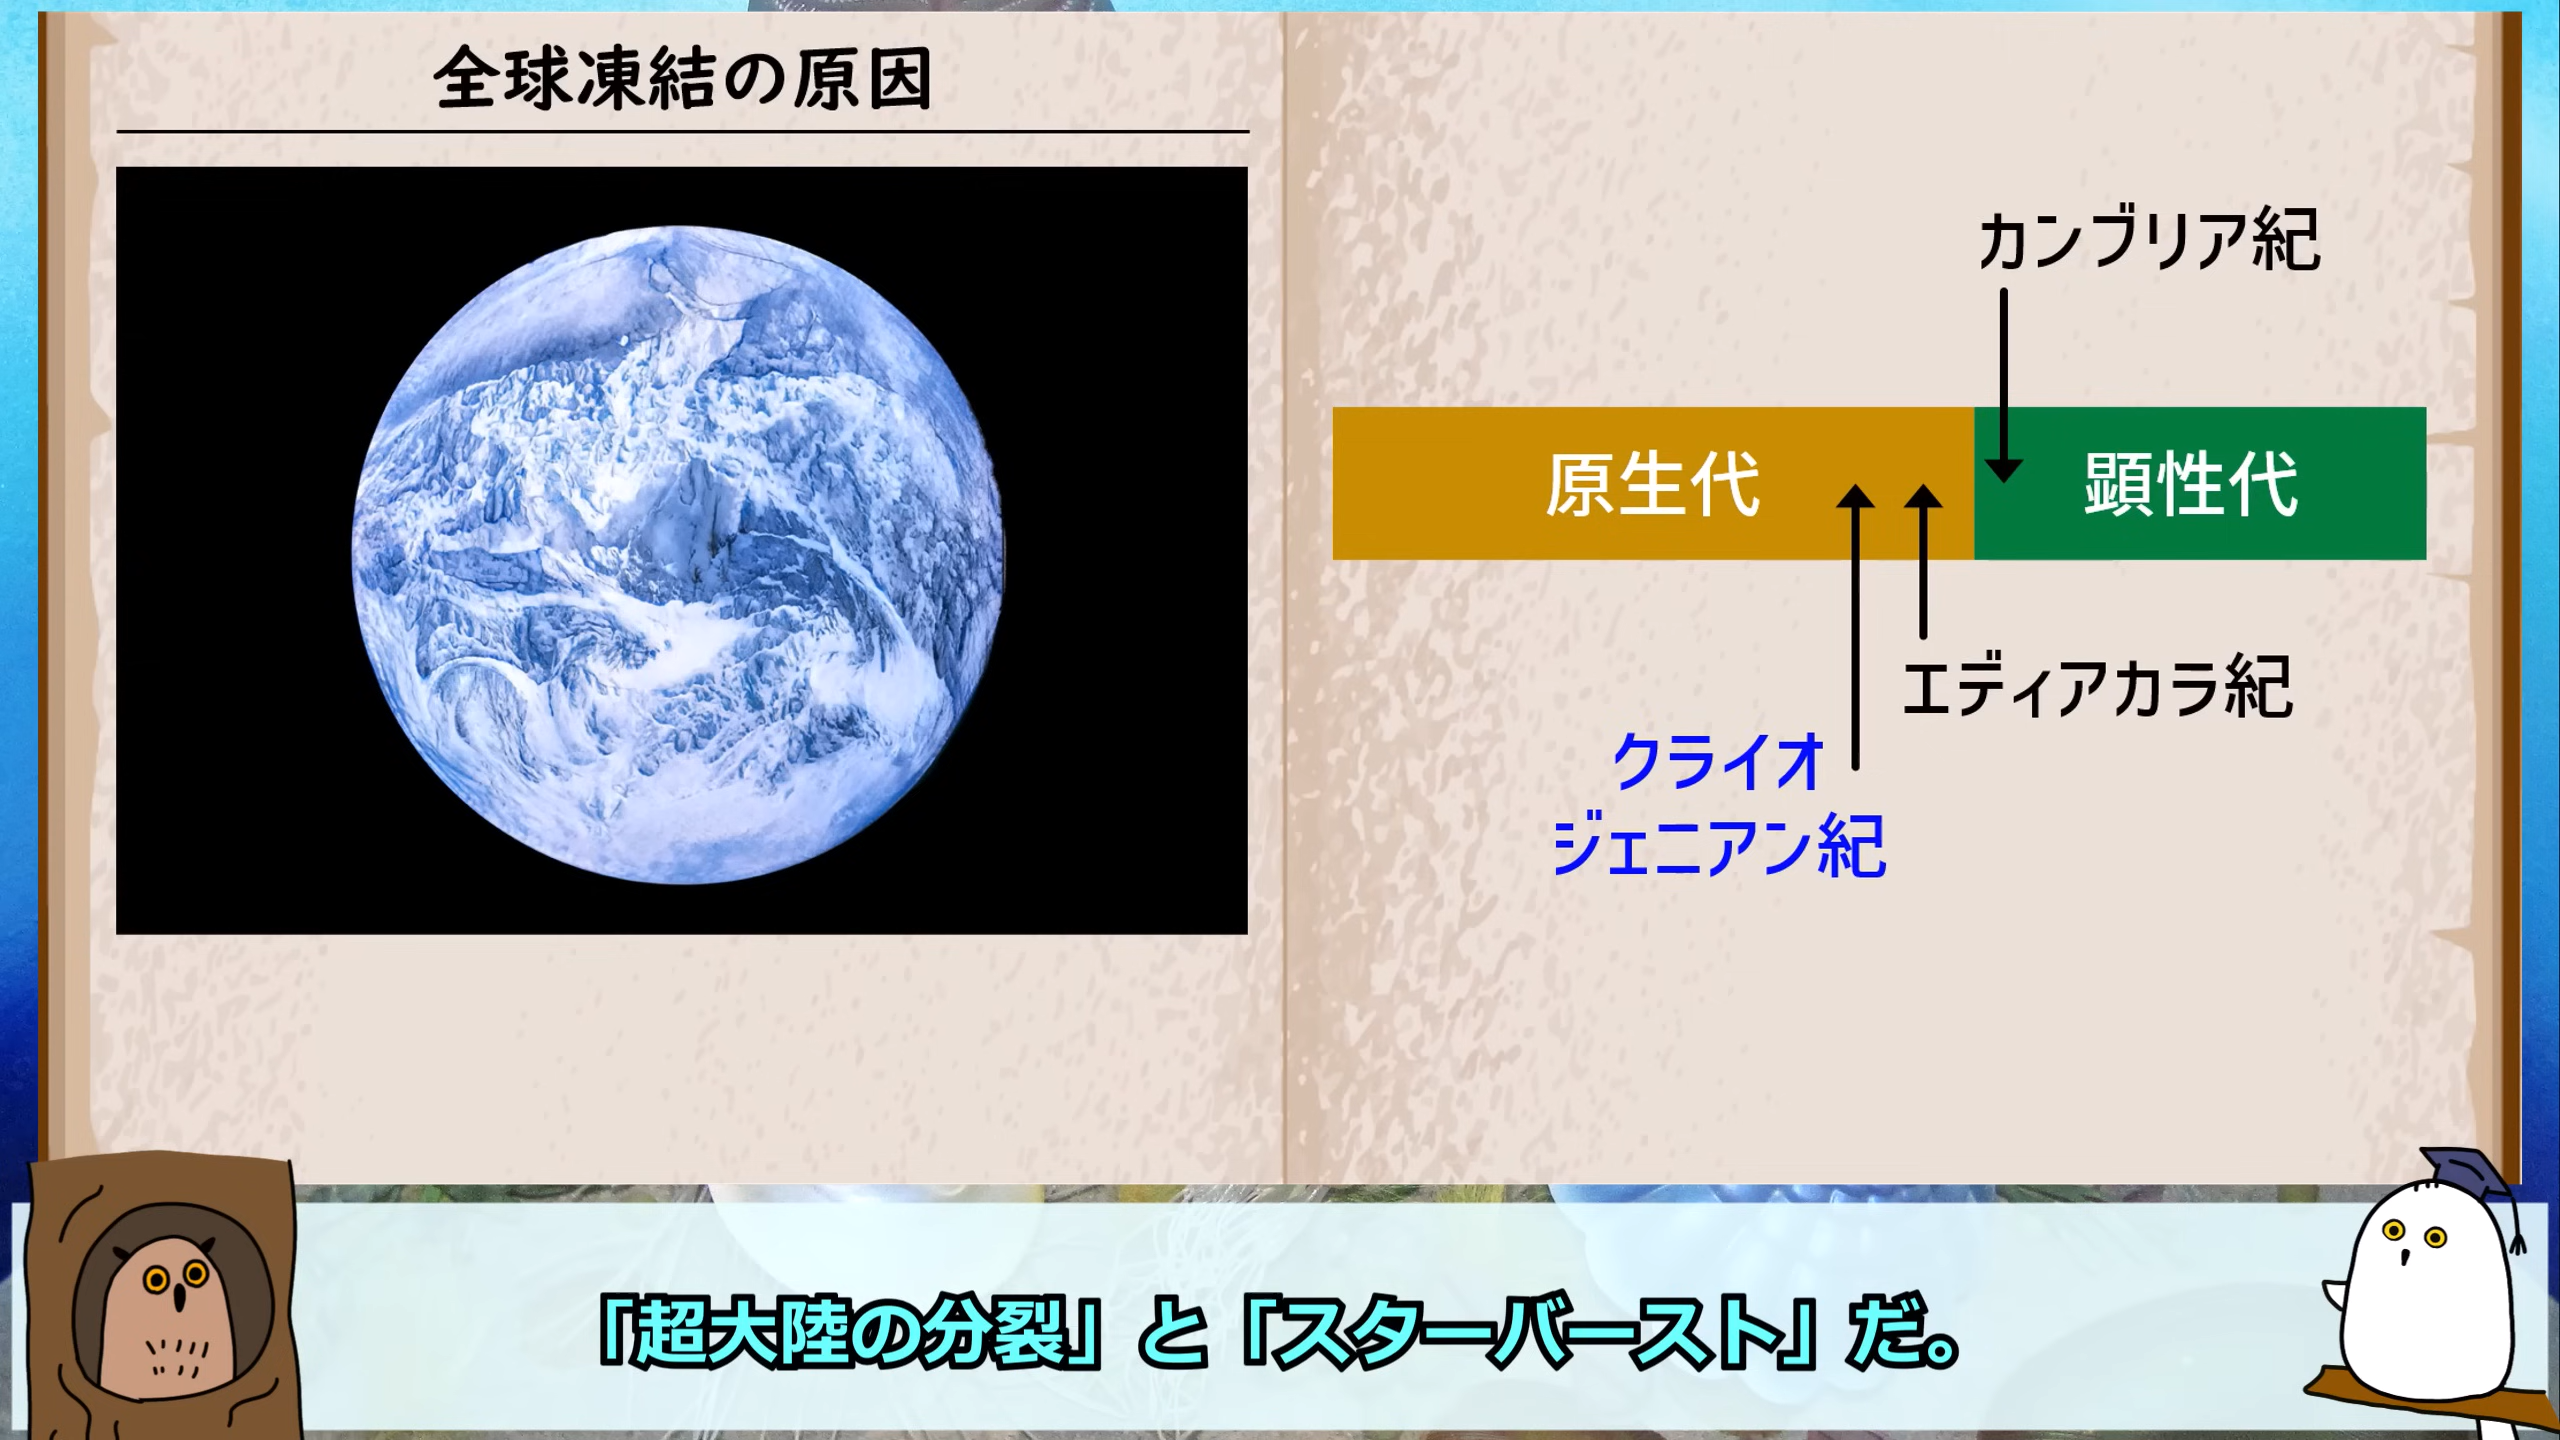 全球凍結の原因
カンブリア紀
原生代
顕性代
エディアカラ紀
クライオ
ジェニアン紀
「超大陸の分裂」と「スターバースト」だ。